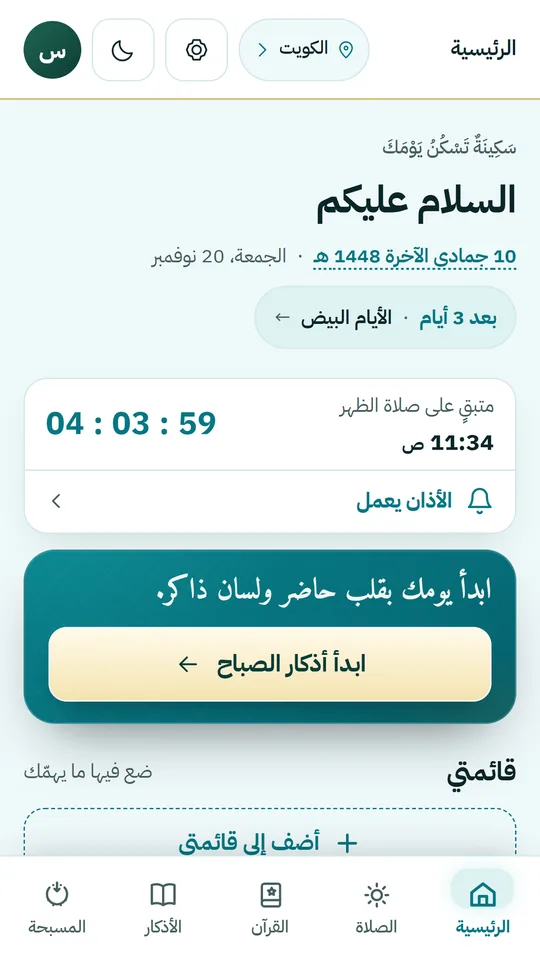 الرئيسية
الكويت
س
سَكِينَةٌ تَسْكُنُ يَوْمَكَ
السلام عليكم
10 جمادى الآخرة 1448 هـ · الجمعة، 20 نوفمبر
بعد 3 أيام · الأيام البيض ←
متبقٍ على صلاة الظهر
04 : 03 : 59
11:34 ص
الأذان يعمل
ابدأ يومك بقلب حاضر ولسان ذاكر.
ابدأ أذكار الصباح ←
قائمتي
ضع فيها ما يهمّك
+ أضف إلى قائمتي
الرئيسية
الصلاة
القرآن
الأذكار
المسبحة